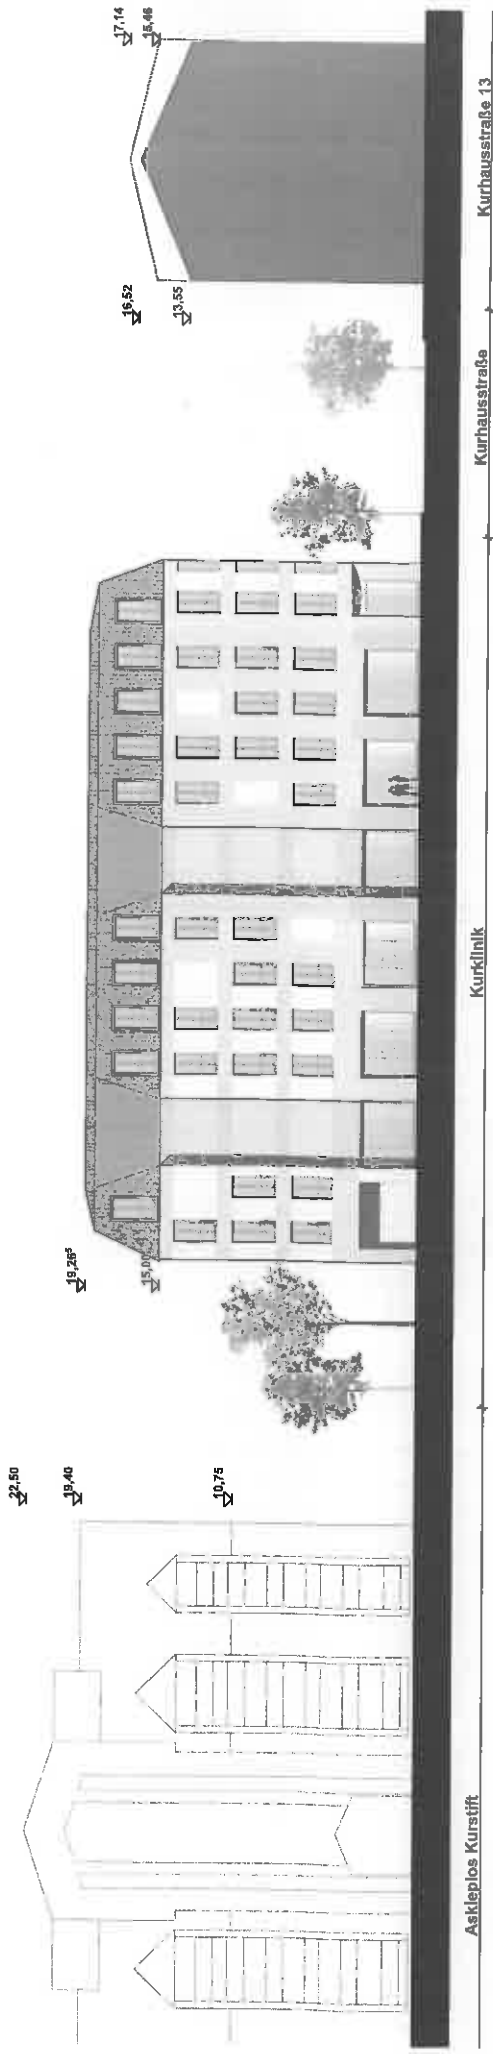 22,50
19,40
10,75
19,26⁵
15,00
16,52
13,55
17,14
15,46
Asklepios Kurstift
Kurklinik
Kurhausstraße
Kurhausstraße 13